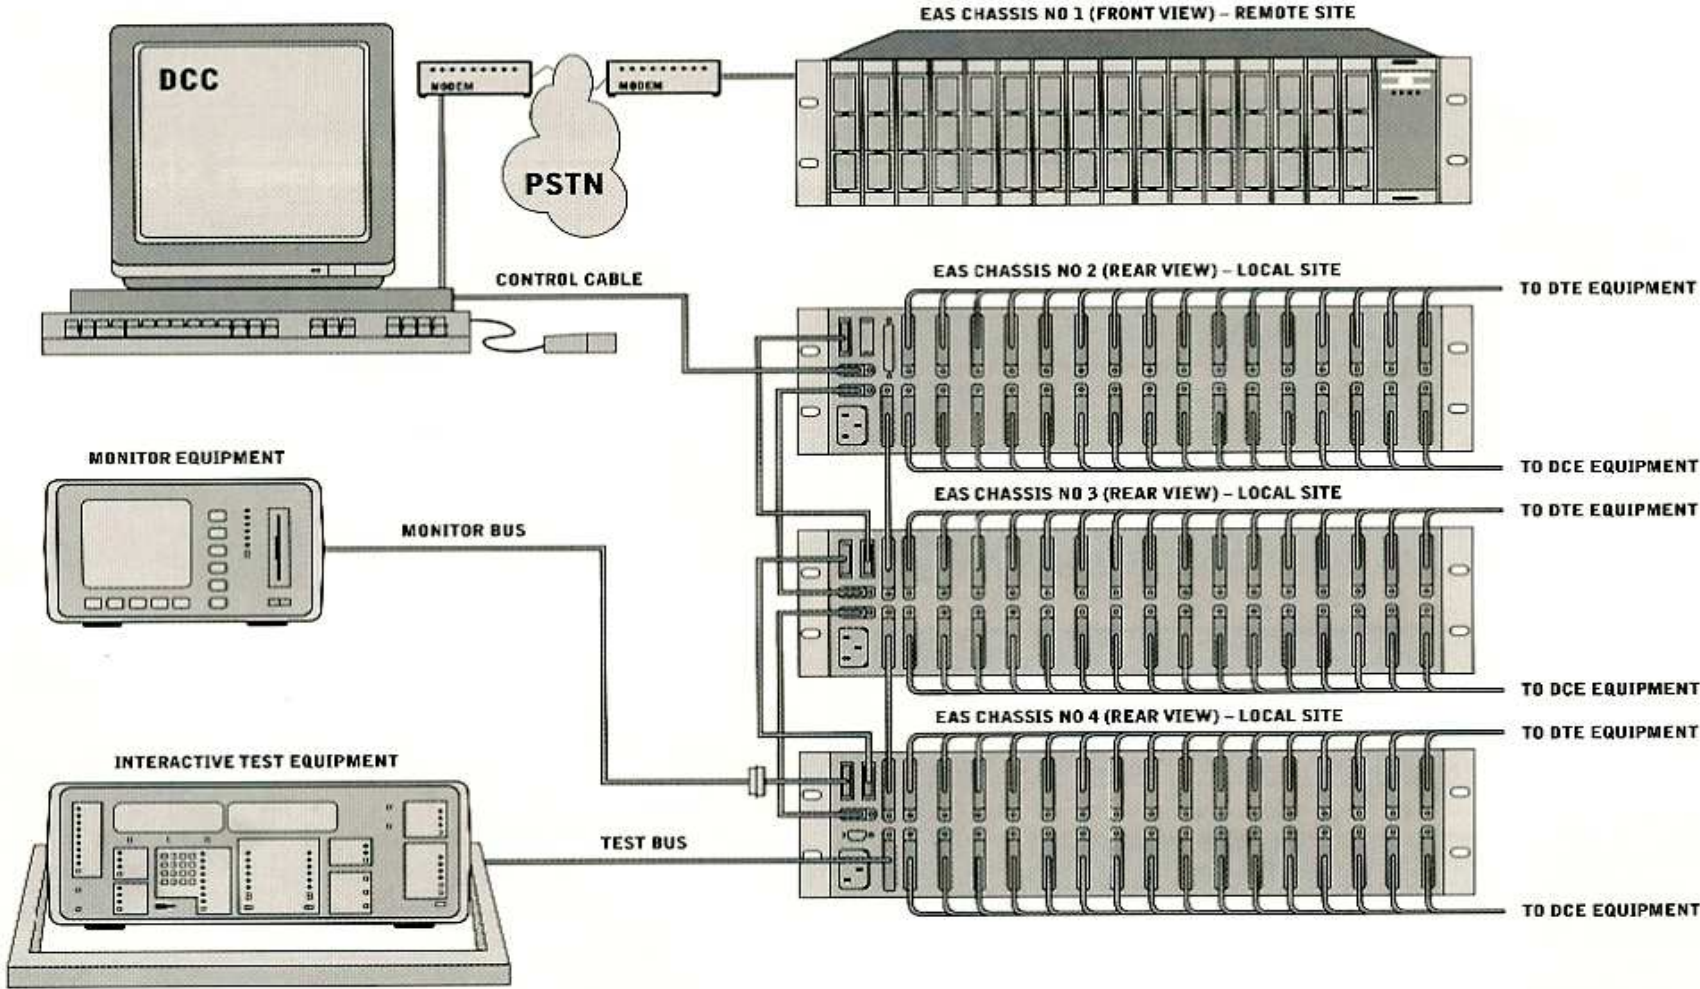 EAS CHASSIS NO 1 (FRONT VIEW) – REMOTE SITE
DCC
MODEM
MODEM
PSTN
CONTROL CABLE
EAS CHASSIS NO 2 (REAR VIEW) – LOCAL SITE
TO DTE EQUIPMENT
TO DCE EQUIPMENT
MONITOR EQUIPMENT
MONITOR BUS
EAS CHASSIS NO 3 (REAR VIEW) – LOCAL SITE
TO DTE EQUIPMENT
TO DCE EQUIPMENT
EAS CHASSIS NO 4 (REAR VIEW) – LOCAL SITE
TO DTE EQUIPMENT
INTERACTIVE TEST EQUIPMENT
TEST BUS
TO DCE EQUIPMENT